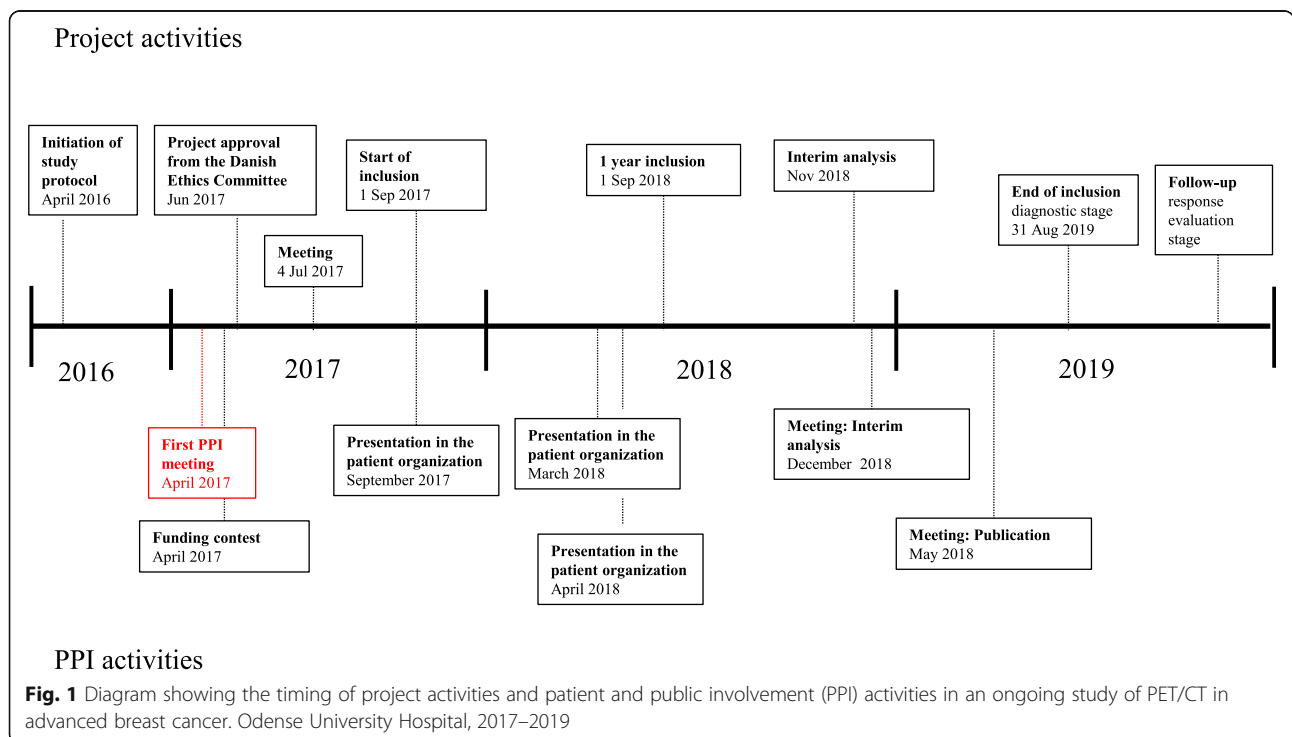 Project activities
Initiation of
study
protocol
April 2016
Project approval
from the Danish
Ethics Committee
Jun 2017
Meeting
4 Jul 2017
Start of
inclusion
1 Sep 2017
1 year inclusion
1 Sep 2018
Interim analysis
Nov 2018
End of inclusion
diagnostic stage
31 Aug 2019
Follow-up
response
evaluation
stage
2016
2017
2018
2019
First PPI
meeting
April 2017
Funding contest
April 2017
Presentation in the
patient organization
September 2017
Presentation in the
patient organization
March 2018
Presentation in the
patient organization
April 2018
Meeting: Interim
analysis
December 2018
Meeting: Publication
May 2018
PPI activities
Fig. 1 Diagram showing the timing of project activities and patient and public involvement (PPI) activities in an ongoing study of PET/CT in
advanced breast cancer. Odense University Hospital, 2017–2019